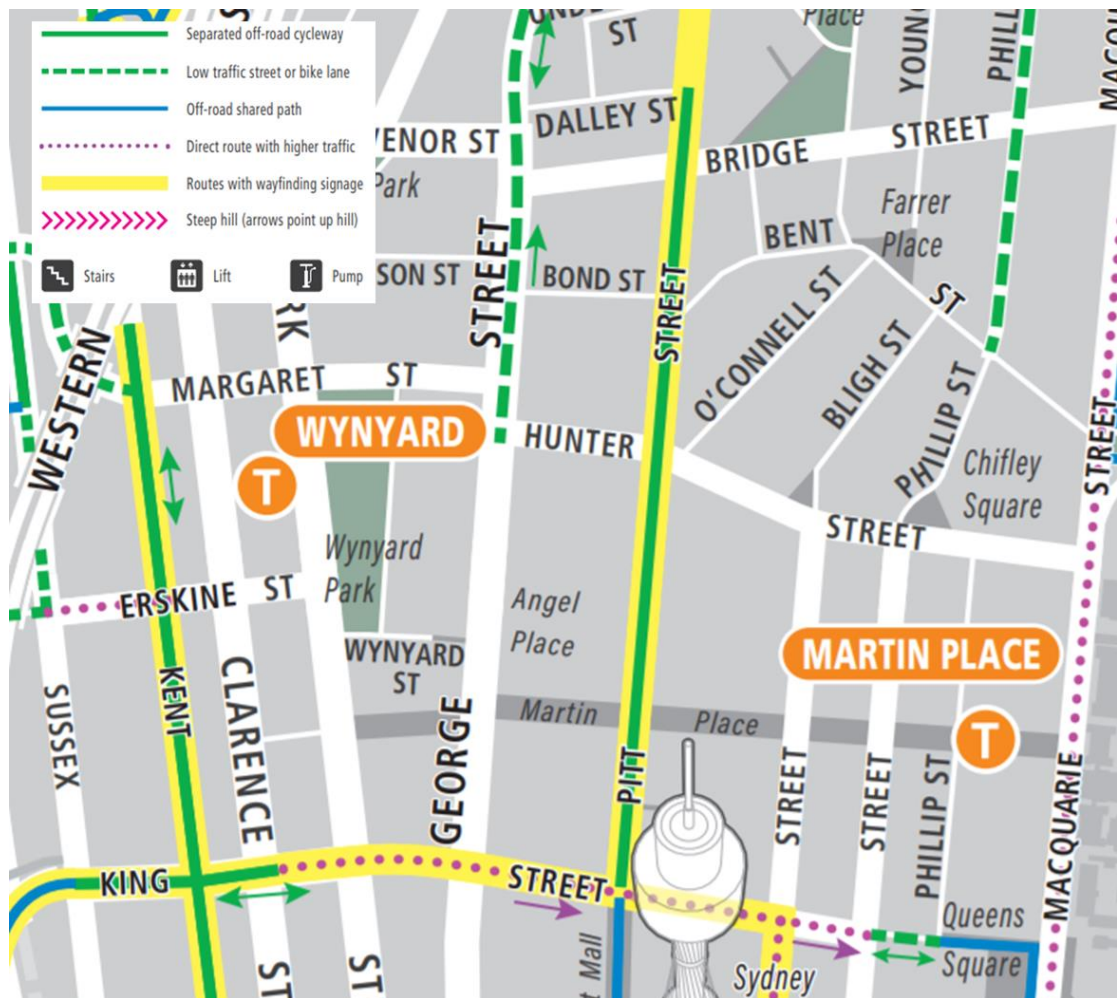 Separated off-road cycleway
Low traffic street or bike lane
Off-road shared path
Direct route with higher traffic
Routes with wayfinding signage
Steep hill (arrows point up hill)
Stairs
Lift
Pump
ST
Place
YOUNG
PHILL
MACQU
DALLEY ST
VENOR ST
Park
BRIDGE
STREET
Farrer
Place
BENT
ST
SON ST
BOND ST
STREET
STREET
RK
WESTERN
MARGARET ST
O'CONNELL ST
BLIGH ST
PHILLIP ST
STREET
WYNYARD
HUNTER
STREET
Chifley
Square
T
Wynyard
Park
ERSKINE ST
Angel
Place
WYNYARD
ST
MARTIN PLACE
T
SUSSEX
KENT
CLARENCE
GEORGE
Martin Place
PITT
STREET
STREET
PHILLIP ST
MACQUARIE
KING
STREET
Queens
Square
ST
ST
Mall
Sydney